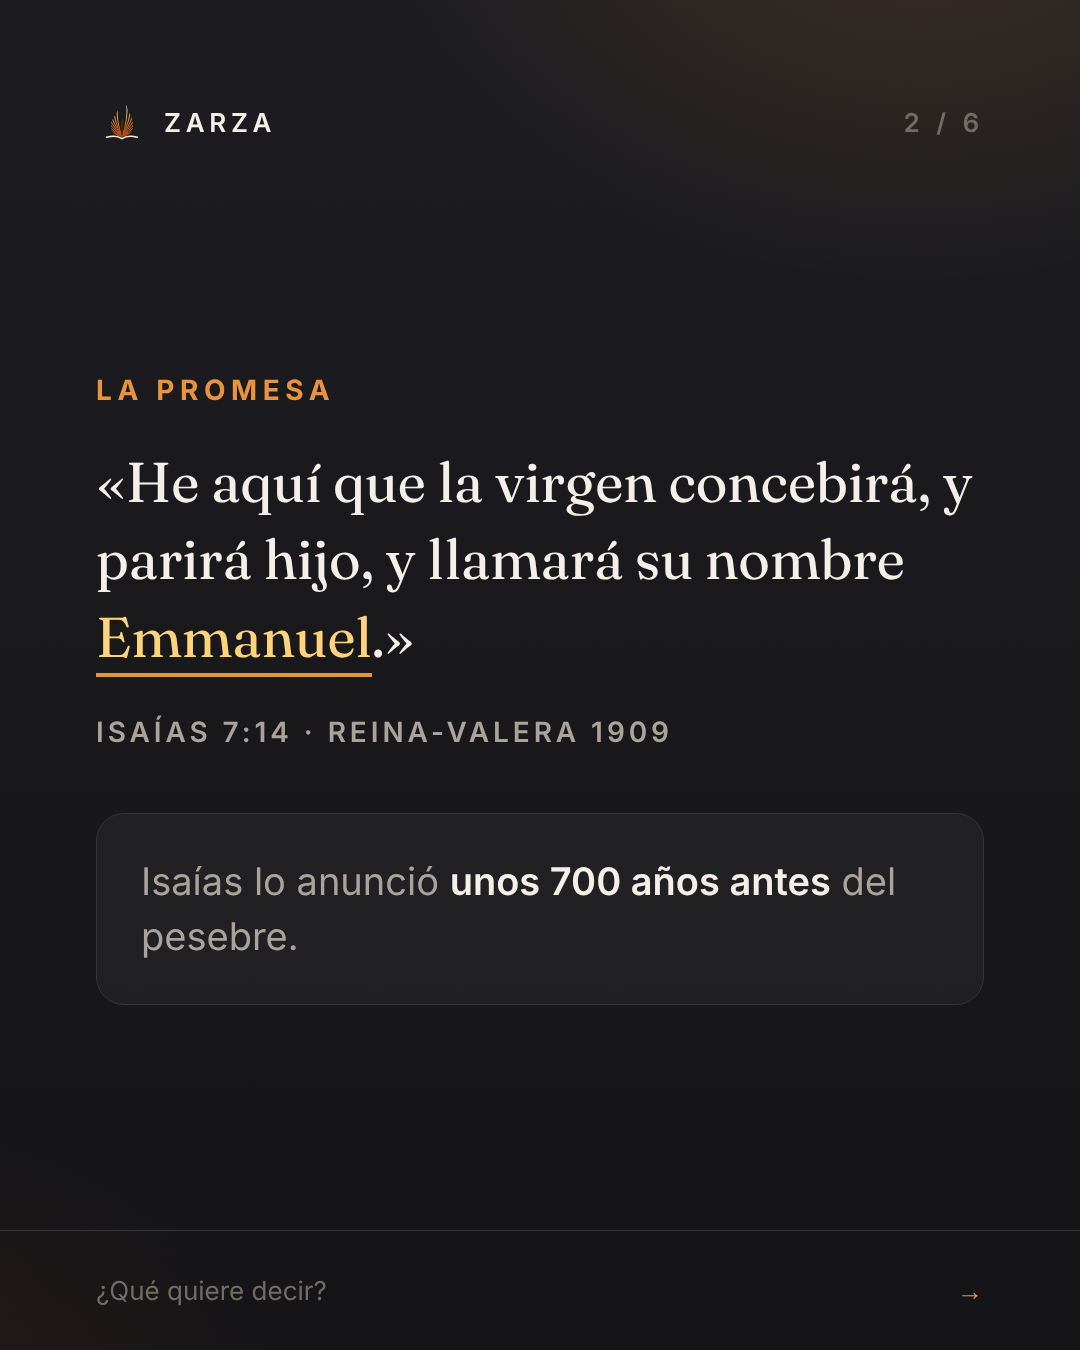 ZARZA
2 / 6
LA PROMESA
«He aquí que la virgen concebirá, y
parirá hijo, y llamará su nombre
Emmanuel.»
ISAÍAS 7:14 · REINA-VALERA 1909
Isaías lo anunció unos 700 años antes del
pesebre.
¿Qué quiere decir?
→